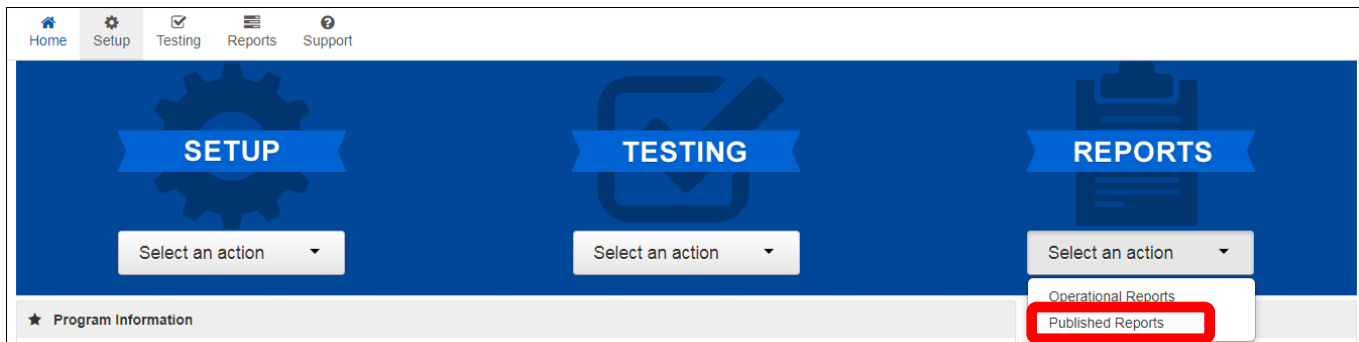 Home Setup Testing Reports Support
SETUP TESTING REPORTS
Select an action Select an action Select an action
Operational Reports
Program Information
Published Reports